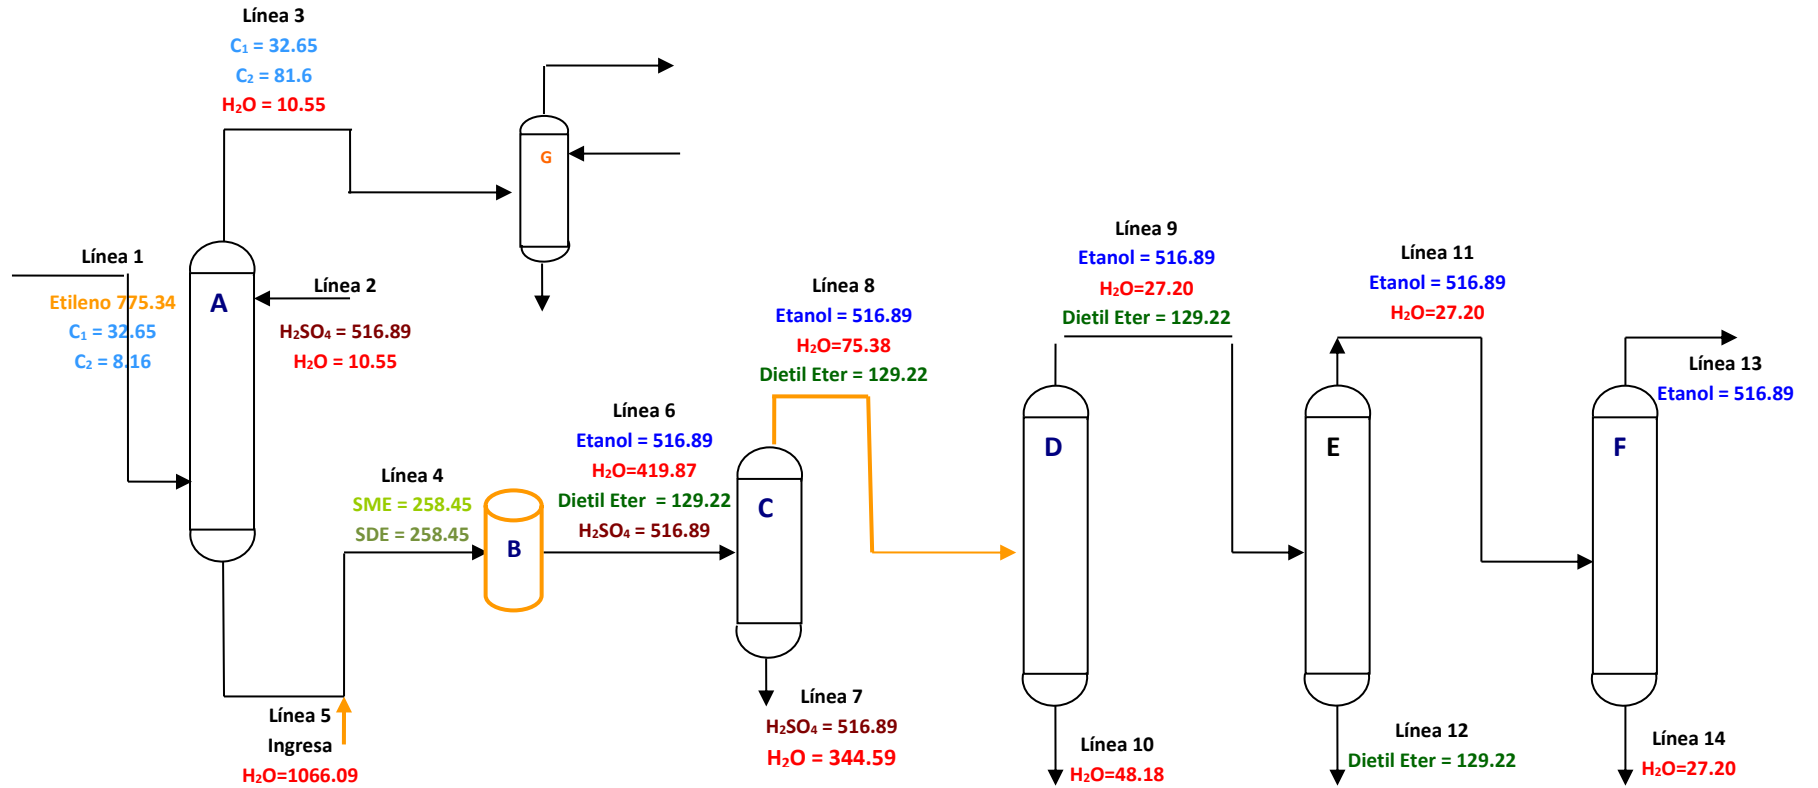 Línea 3
C₁ = 32.65
C₂ = 81.6
H₂O = 10.55
G
Línea 1
Etileno 775.34
C₁ = 32.65
C₂ = 8.16
A
Línea 2
H₂SO₄ = 516.89
H₂O = 10.55
Línea 5
Ingresa
H₂O=1066.09
Línea 4
SME = 258.45
SDE = 258.45
B
Línea 6
Etanol = 516.89
H₂O=419.87
Dietil Eter = 129.22
H₂SO₄ = 516.89
C
Línea 7
H₂SO₄ = 516.89
H₂O = 344.59
Línea 8
Etanol = 516.89
H₂O=75.38
Dietil Eter = 129.22
D
Línea 9
Etanol = 516.89
H₂O=27.20
Dietil Eter = 129.22
Línea 10
H₂O=48.18
E
Línea 11
Etanol = 516.89
H₂O=27.20
Línea 12
Dietil Eter = 129.22
F
Línea 13
Etanol = 516.89
Línea 14
H₂O=27.20